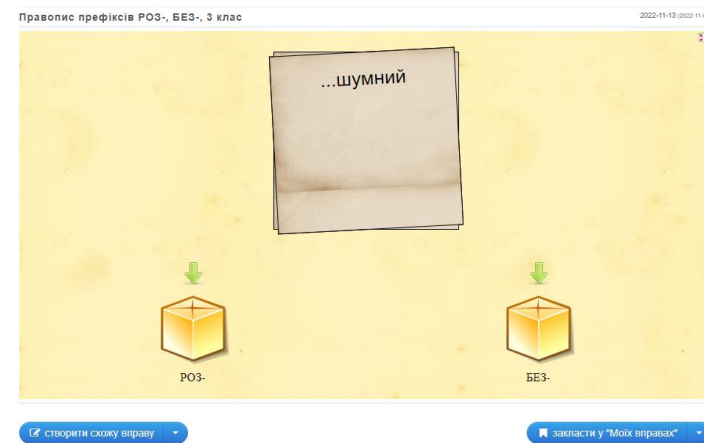 Правопис префіксів РОЗ-, БЕЗ-, 3 клас
2022-11-13
...шумний
РОЗ-
БЕЗ-
створити схожу вправу
закласти у "Моїх вправах"